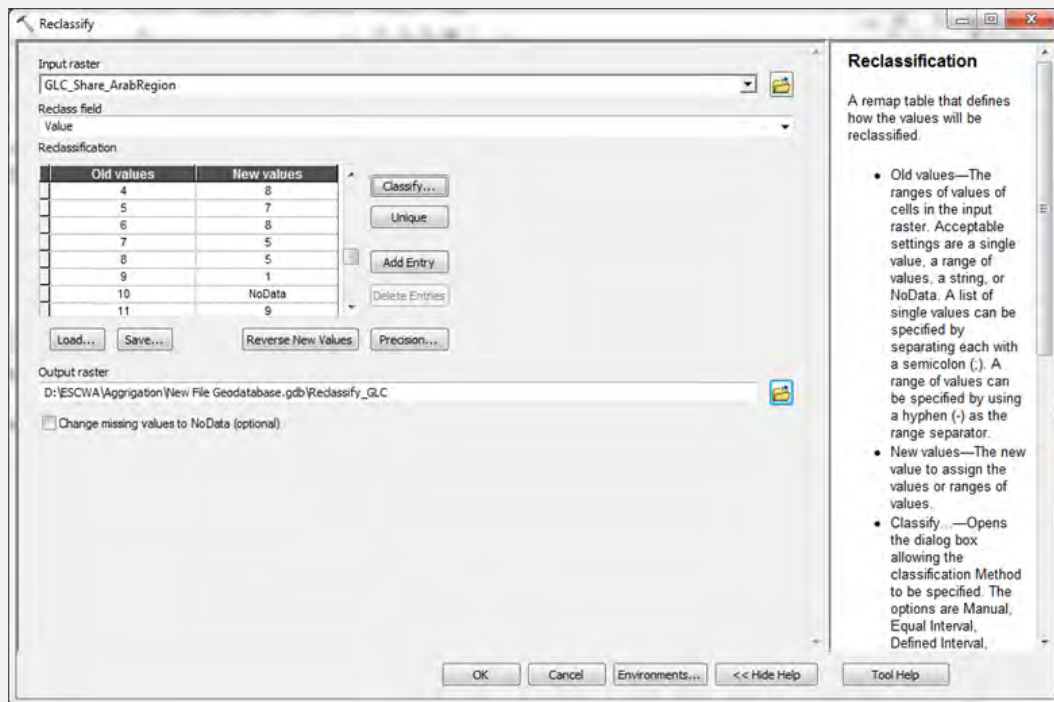 Reclassify
Input raster
GLC_Share_ArabRegion
Reclass field
Value
Reclassification
Old values New values
4 8
5 7
6 8
7 5
8 5
9 1
10 NoData
11 9
Classify...
Unique
Add Entry
Delete Entries
Load... Save... Reverse New Values Precision...
Output raster
D:\ESCWA\Aggrigation\New File Geodatabase.gdb\Reclassify_GLC
Change missing values to NoData (optional)
OK Cancel Environments... << Hide Help Tool Help
Reclassification
A remap table that defines
how the values will be
reclassified.
• Old values—The
ranges of values of
cells in the input
raster. Acceptable
settings are a single
value, a range of
values, a string, or
NoData. A list of
single values can be
specified by
separating each with
a semicolon (;). A
range of values can
be specified by using
a hyphen (-) as the
range separator.
• New values—The new
value to assign the
values or ranges of
values.
• Classify...—Opens
the dialog box
allowing the
classification Method
to be specified. The
options are Manual,
Equal Interval,
Defined Interval,